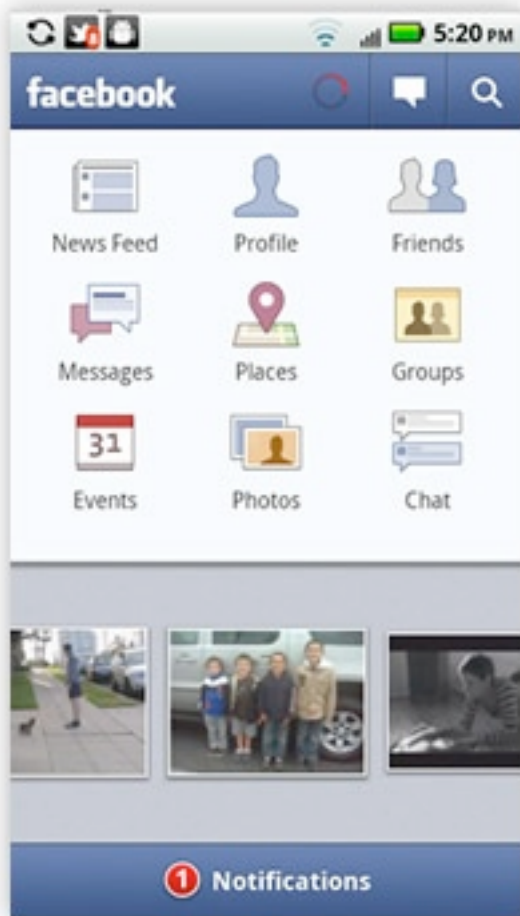 5:20 PM
facebook
News Feed Profile Friends
Messages Places Groups
31
Events Photos Chat
1 Notifications